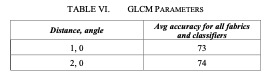 TABLE VI. GLCM PARAMETERS
Distance, angle
Avg accuracy for all fabrics
and classifiers
1, 0
73
2, 0
74